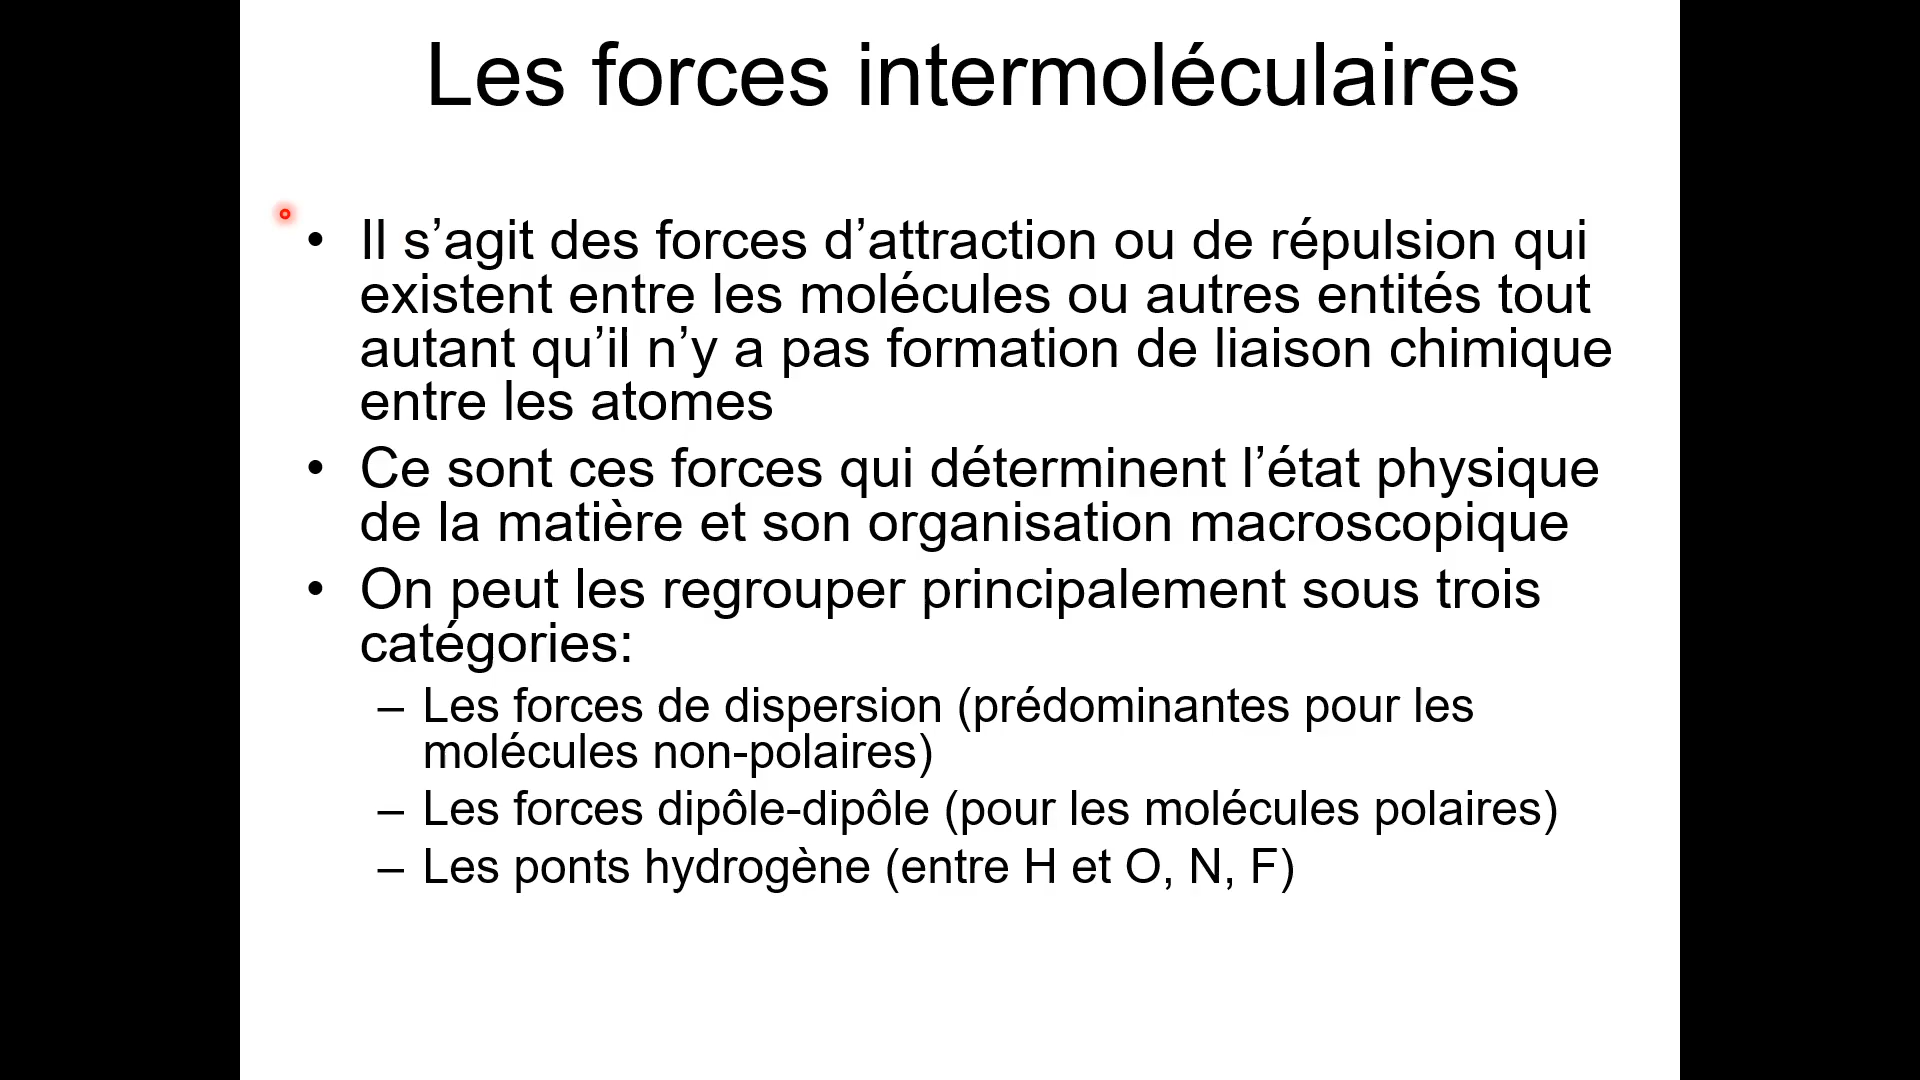 Les forces intermoléculaires
• Il s’agit des forces d’attraction ou de répulsion qui
existent entre les molécules ou autres entités tout
autant qu’il n’y a pas formation de liaison chimique
entre les atomes
• Ce sont ces forces qui déterminent l’état physique
de la matière et son organisation macroscopique
• On peut les regrouper principalement sous trois
catégories:
– Les forces de dispersion (prédominantes pour les
molécules non-polaires)
– Les forces dipôle-dipôle (pour les molécules polaires)
– Les ponts hydrogène (entre H et O, N, F)